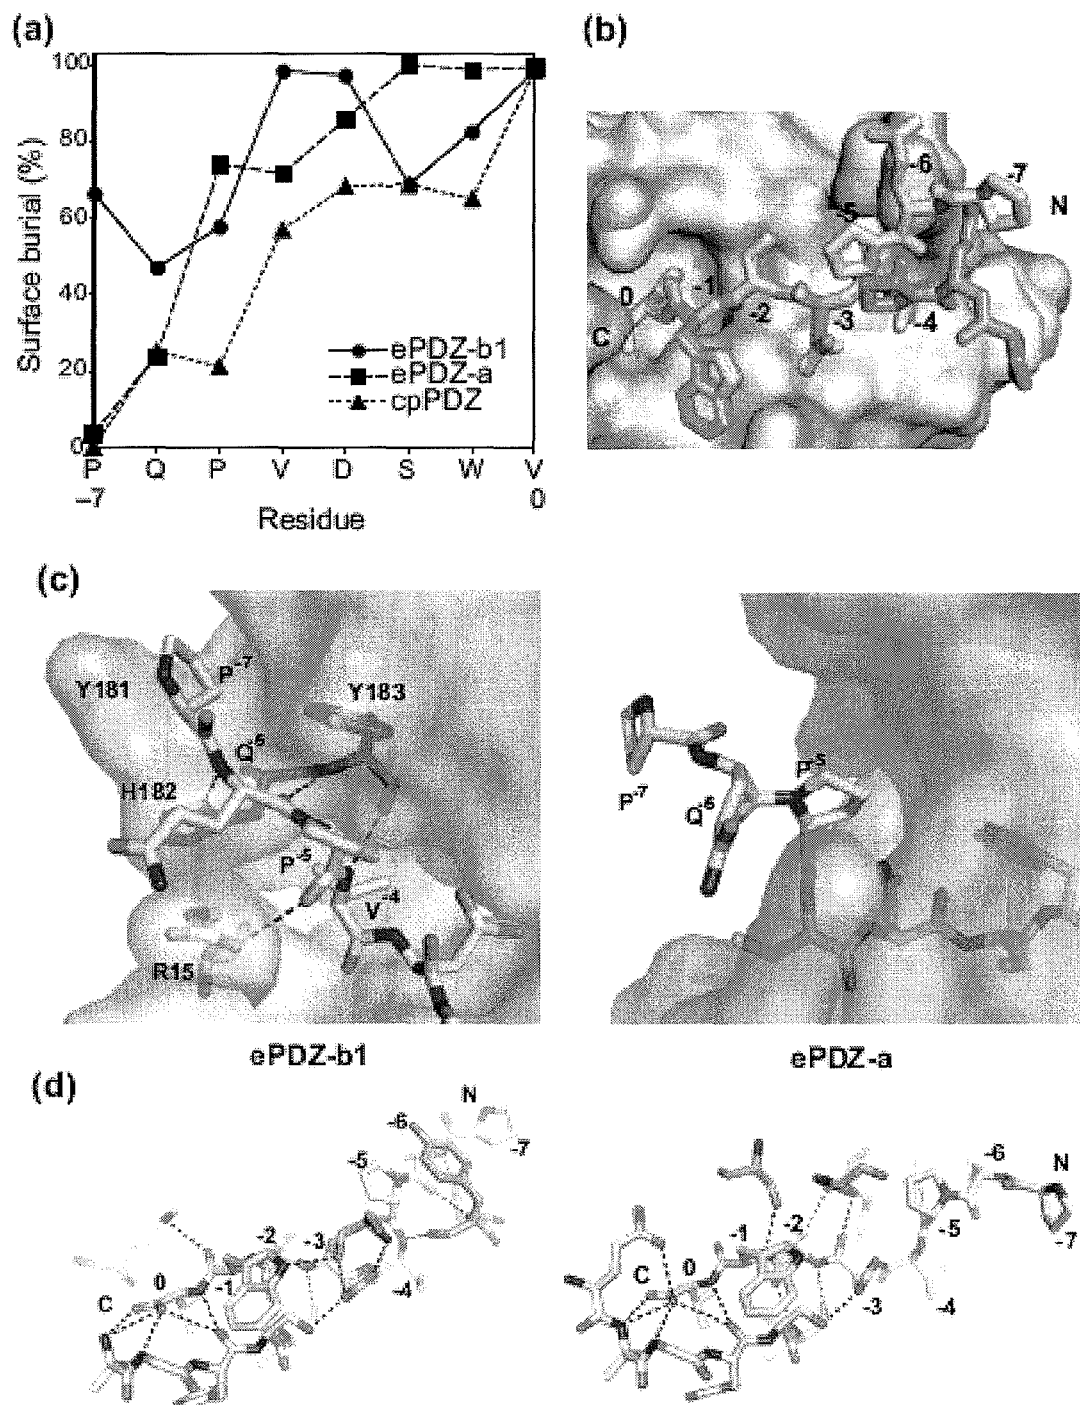 (a)
(b)
100
80
60
40
20
0
Surface burial (%)
ePDZ-b1
ePDZ-a
cpPDZ
P Q P V D S W V
–7 0
Residue
-6
-7
N
-5
0
-1
-2
-3
-4
C
(c)
Y181
P-7
Y183
Q-6
H182
P-5
V-4
R15
P-7
Q-6
P-5
ePDZ-b1
ePDZ-a
(d)
N
-6
-7
-5
-2
-3
0
-1
-4
C
-6
N
-2
-1
-5
-7
0
C
-3
-4